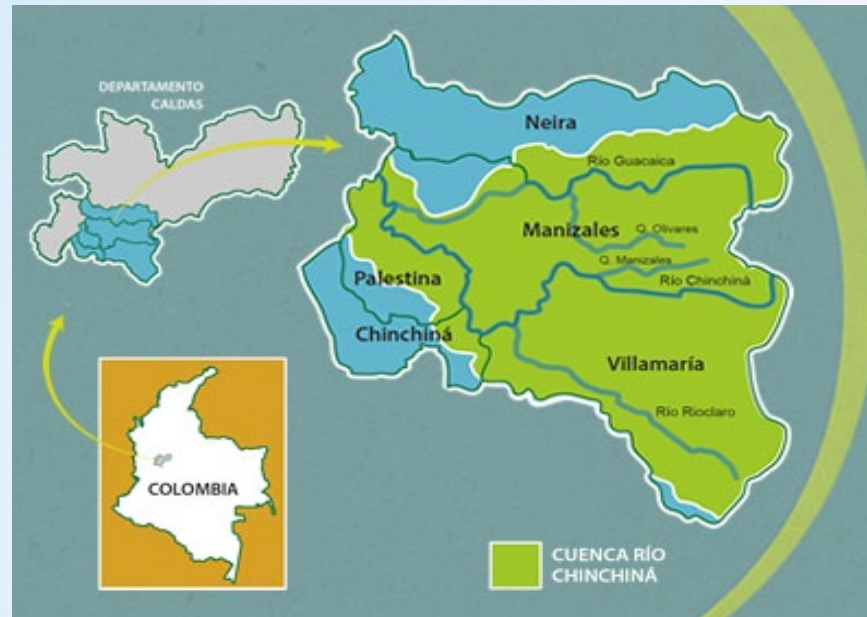 DEPARTAMENTO
CALDAS
Neira
Río Guacaica
Manizales
Q. Olivares
Q. Manizales
Río Chinchiná
Palestina
Chinchiná
Villamaría
Río Rioclaro
COLOMBIA
CUENCA RÍO
CHINCHINÁ